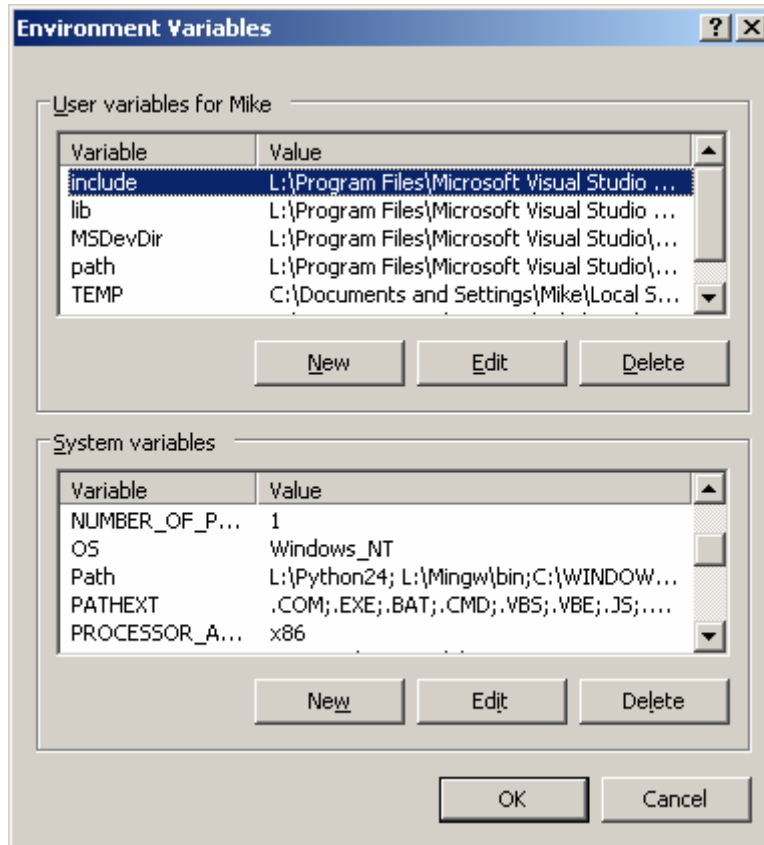 Environment Variables
User variables for Mike
Variable Value
include L:\Program Files\Microsoft Visual Studio ...
lib L:\Program Files\Microsoft Visual Studio ...
MSDevDir L:\Program Files\Microsoft Visual Studio\...
path L:\Program Files\Microsoft Visual Studio\...
TEMP C:\Documents and Settings\Mike\Local S...
New Edit Delete
System variables
Variable Value
NUMBER_OF_P... 1
OS Windows_NT
Path L:\Python24; L:\Mingw\bin;C:\WINDOW...
PATHEXT .COM;.EXE;.BAT;.CMD;.VBS;.VBE;.JS;....
PROCESSOR_A... x86
New Edit Delete
OK Cancel